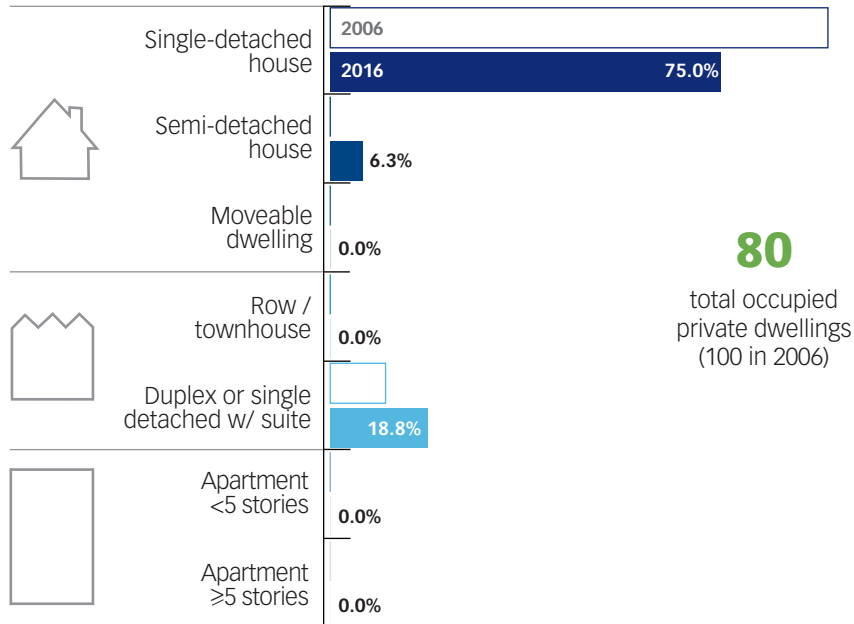 Single-detached
house
2006
2016 75.0%
Semi-detached
house
6.3%
Moveable
dwelling
0.0%
Row /
townhouse
0.0%
Duplex or single
detached w/ suite
18.8%
Apartment
<5 stories
0.0%
Apartment
≥5 stories
0.0%
80
total occupied
private dwellings
(100 in 2006)